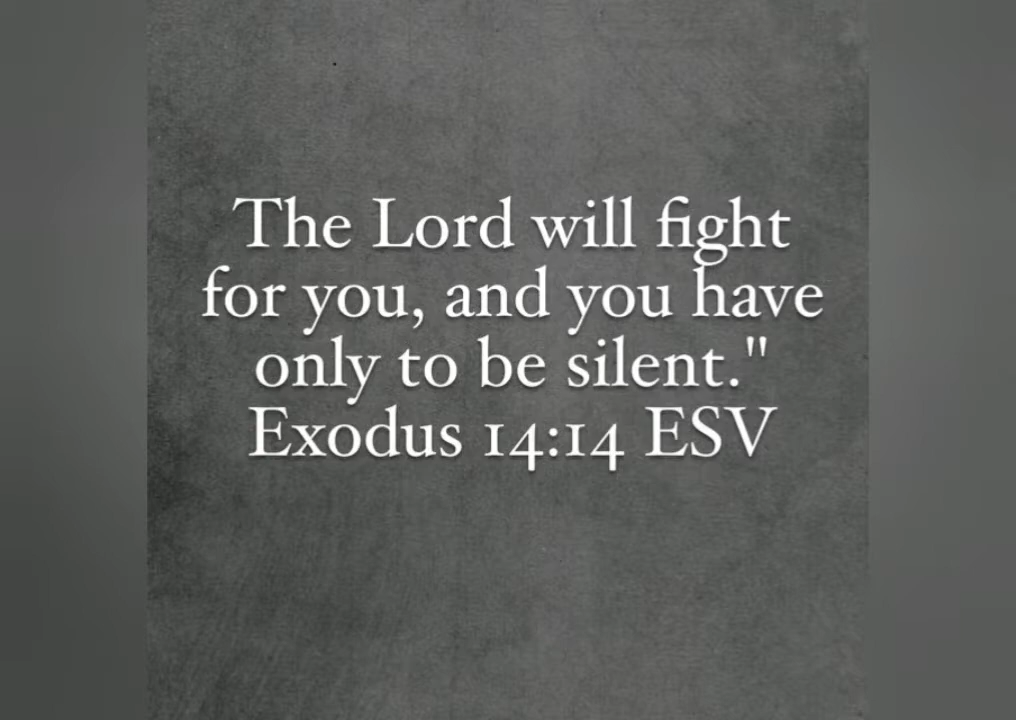 The Lord will fight
for you, and you have
only to be silent."
Exodus 14:14 ESV